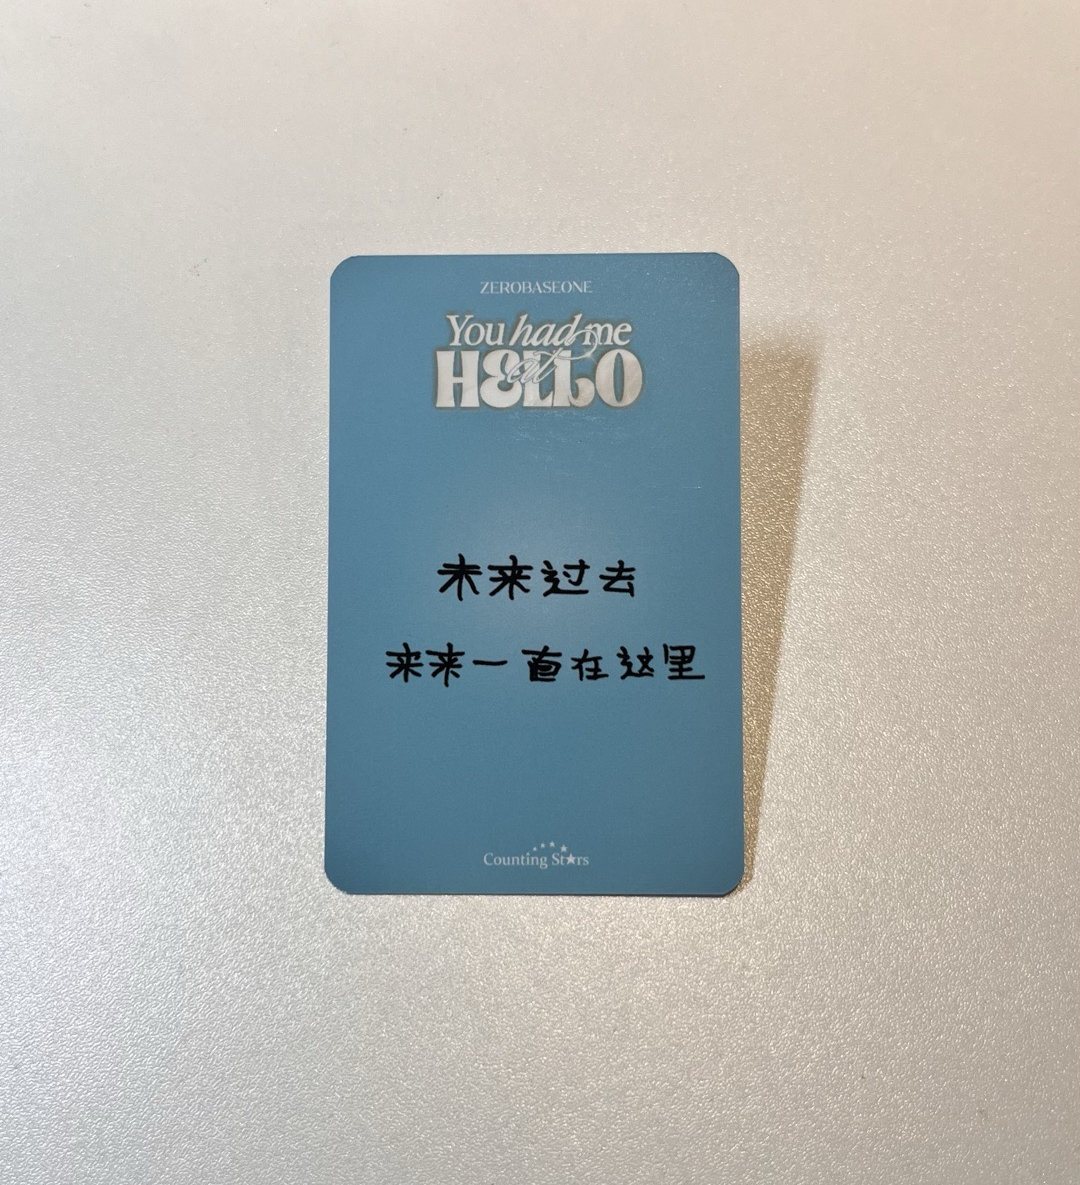 ZEROBASEONE
You had me
at
HELLO
未来过去
来来一直在这里
Counting Stars